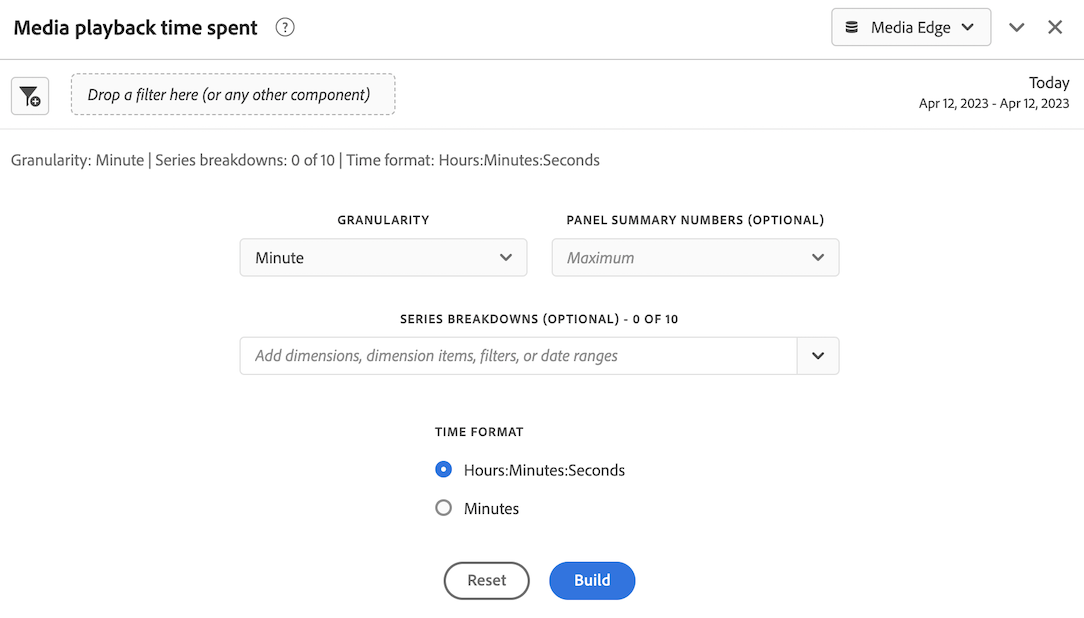 Media playback time spent ?
Media Edge
Drop a filter here (or any other component)
Today
Apr 12, 2023 - Apr 12, 2023
Granularity: Minute | Series breakdowns: 0 of 10 | Time format: Hours:Minutes:Seconds
GRANULARITY
PANEL SUMMARY NUMBERS (OPTIONAL)
Minute
Maximum
SERIES BREAKDOWNS (OPTIONAL) - 0 OF 10
Add dimensions, dimension items, filters, or date ranges
TIME FORMAT
Hours:Minutes:Seconds
Minutes
Reset
Build